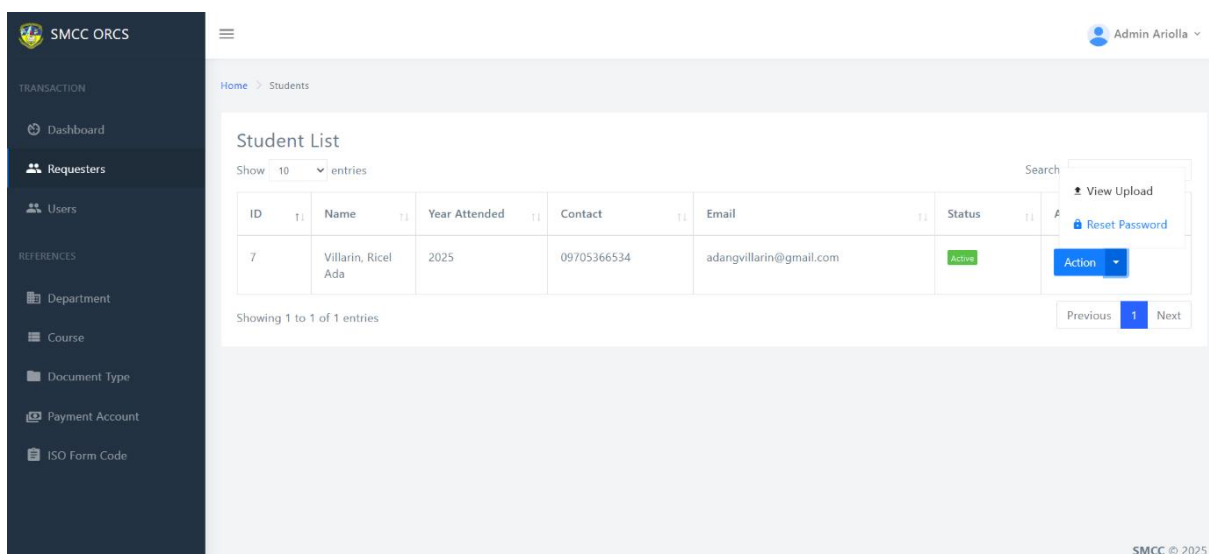 SMCC ORCS
Admin Ariolla
TRANSACTION
Home > Students
Dashboard
Student List
Requesters
Show 10 entries
Search
View Upload
Users
ID Name Year Attended Contact Email Status A
Reset Password
REFERENCES
7 Villarin, Ricel 2025 09705366534 adangvillarin@gmail.com Active Action
Ada
Department
Showing 1 to 1 of 1 entries
Previous 1 Next
Course
Document Type
Payment Account
ISO Form Code
SMCC © 2025